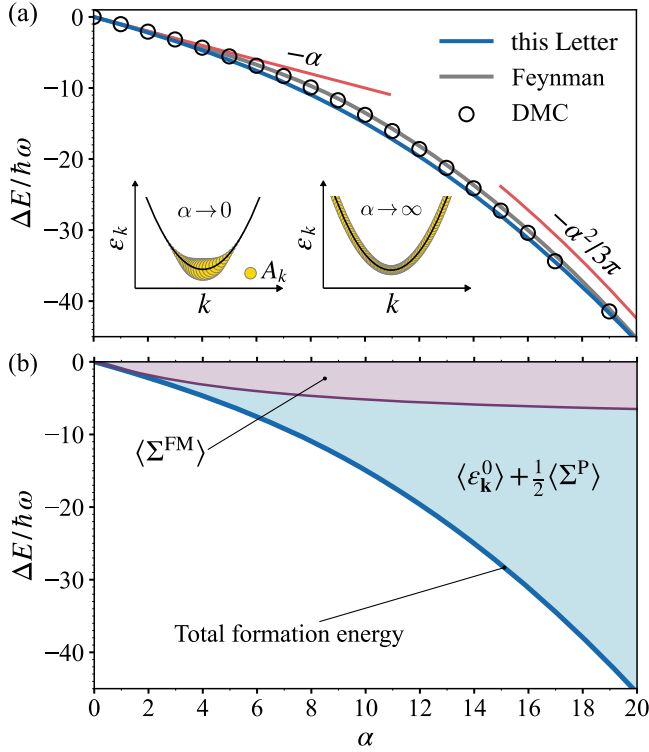 (a)
0
−10
−20
−30
−40
ΔE/ℏω
−α
this Letter
Feynman
DMC
α→0
ε_k
k
A_k
α→∞
ε_k
k
−α²/3π
(b)
0
−10
−20
−30
−40
ΔE/ℏω
⟨Σ^FM⟩
⟨ε_𝐤^0⟩ + ½⟨Σ^P⟩
Total formation energy
0 2 4 6 8 10 12 14 16 18 20
α